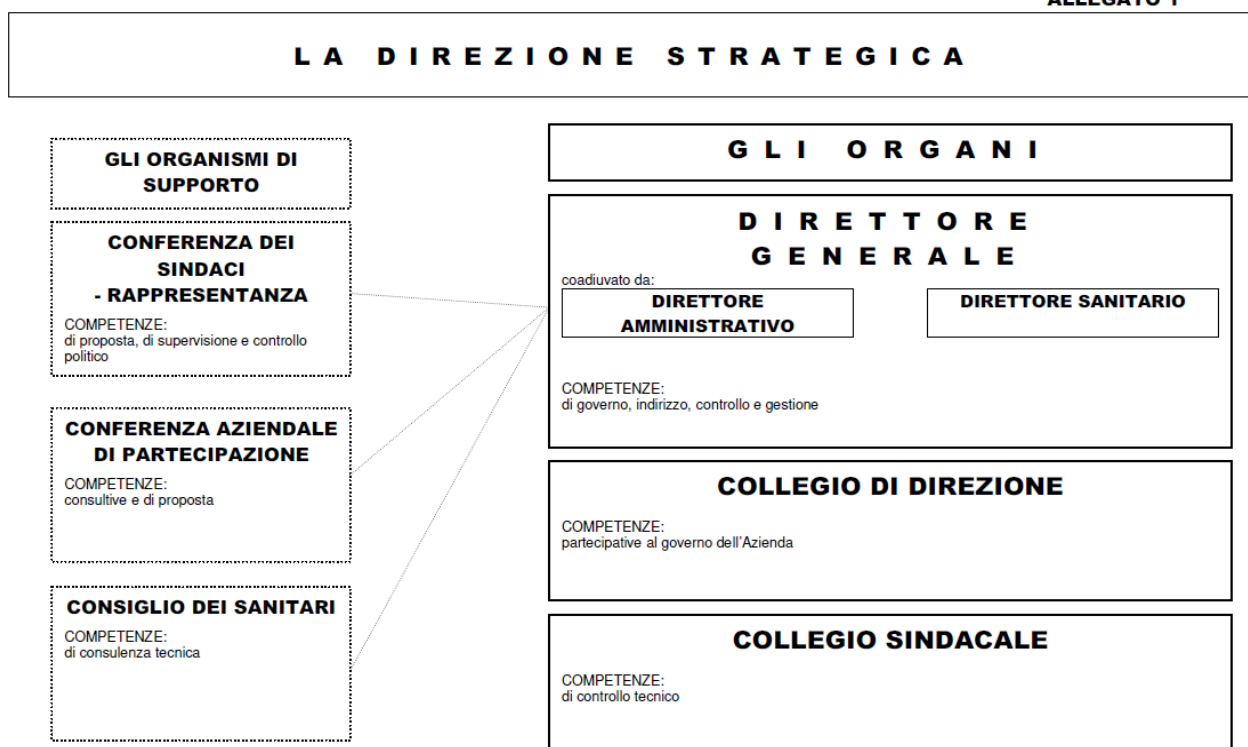 ALLEGATO 1
LA DIREZIONE STRATEGICA
GLI ORGANISMI DI
SUPPORTO
CONFERENZA DEI
SINDACI
- RAPPRESENTANZA
COMPETENZE:
di proposta, di supervisione e controllo
politico
CONFERENZA AZIENDALE
DI PARTECIPAZIONE
COMPETENZE:
consultive e di proposta
CONSIGLIO DEI SANITARI
COMPETENZE:
di consulenza tecnica
GLI ORGANI
DIRETTORE
GENERALE
coadiuvato da:
DIRETTORE
AMMINISTRATIVO
DIRETTORE SANITARIO
COMPETENZE:
di governo, indirizzo, controllo e gestione
COLLEGIO DI DIREZIONE
COMPETENZE:
partecipative al governo dell'Azienda
COLLEGIO SINDACALE
COMPETENZE:
di controllo tecnico